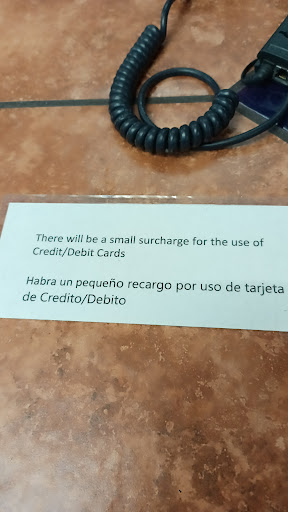 There will be a small surcharge for the use of
Credit/Debit Cards
Habra un pequeño recargo por uso de tarjeta
de Credito/Debito